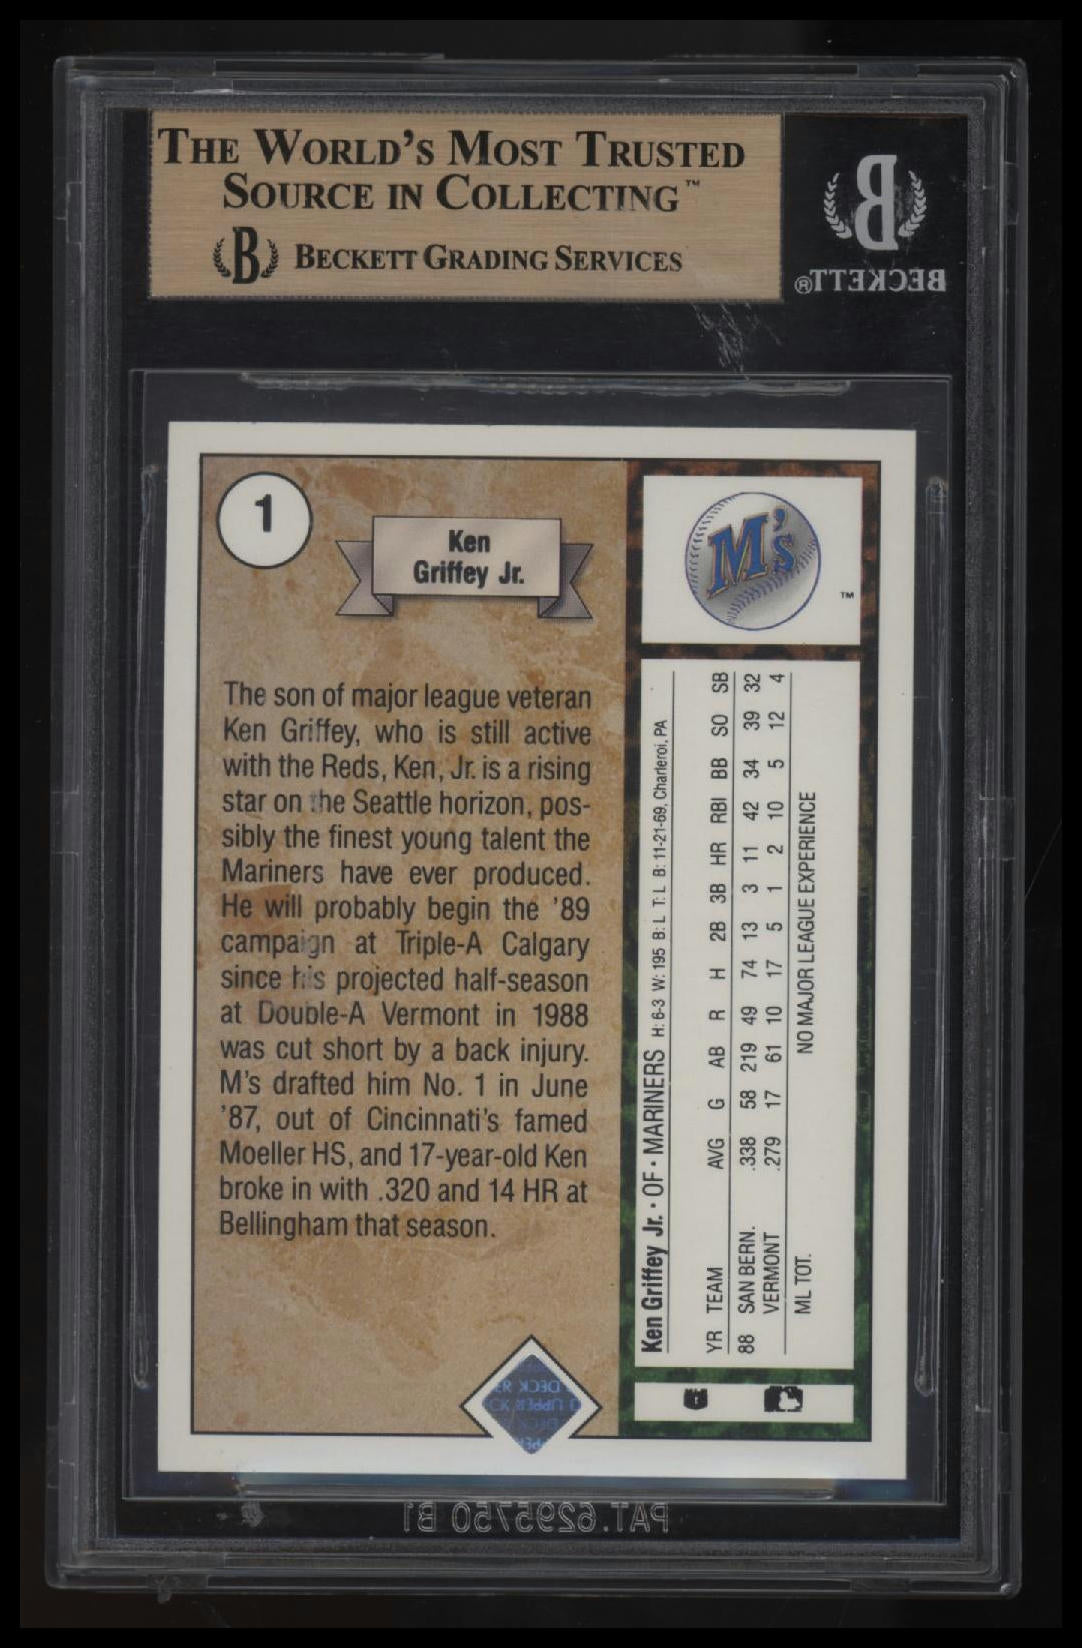 THE WORLD'S MOST TRUSTED
SOURCE IN COLLECTING™
B BECKETT GRADING SERVICES
B
BECKETT®
1
Ken
Griffey Jr.
M's
™
The son of major league veteran
Ken Griffey, who is still active
with the Reds, Ken, Jr. is a rising
star on the Seattle horizon, pos-
sibly the finest young talent the
Mariners have ever produced.
He will probably begin the '89
campaign at Triple-A Calgary
since his projected half-season
at Double-A Vermont in 1988
was cut short by a back injury.
M's drafted him No. 1 in June
'87, out of Cincinnati's famed
Moeller HS, and 17-year-old Ken
broke in with .320 and 14 HR at
Bellingham that season.
Ken Griffey Jr. • OF • MARINERS H: 6-3 W: 195 B: L T: L B: 11-21-69, Charleroi, PA
YR TEAM AVG G AB R H 2B 3B HR RBI BB SO SB
88 SAN BERN. .338 58 219 49 74 13 3 11 42 34 39 32
VERMONT .279 17 61 10 17 5 1 2 10 5 12 4
ML TOT. NO MAJOR LEAGUE EXPERIENCE
UPPER DECK
PAT.6295750 B1